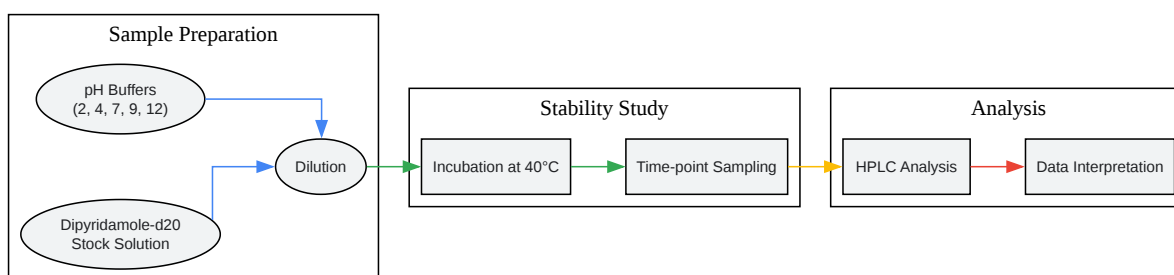 Sample Preparation
pH Buffers
(2, 4, 7, 9, 12)
Dilution
Dipyridamole-d20
Stock Solution
Stability Study
Incubation at 40°C
Time-point Sampling
Analysis
HPLC Analysis
Data Interpretation